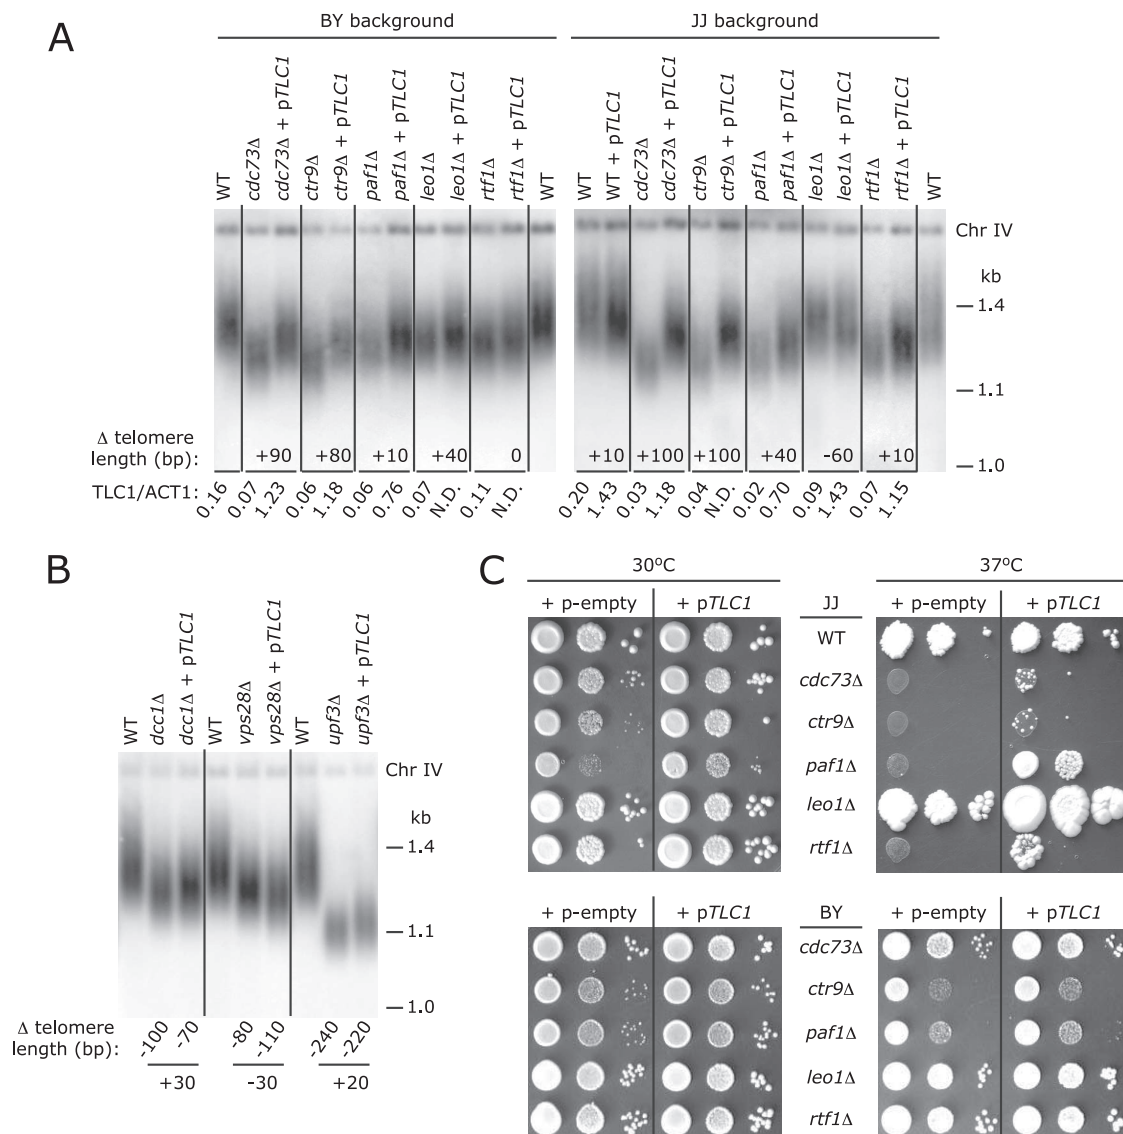 A
BY background
JJ background
WT
cdc73Δ
cdc73Δ + pTLC1
ctr9Δ
ctr9Δ + pTLC1
paf1Δ
paf1Δ + pTLC1
leo1Δ
leo1Δ + pTLC1
rtf1Δ
rtf1Δ + pTLC1
WT
WT
WT + pTLC1
cdc73Δ
cdc73Δ + pTLC1
ctr9Δ
ctr9Δ + pTLC1
paf1Δ
paf1Δ + pTLC1
leo1Δ
leo1Δ + pTLC1
rtf1Δ
rtf1Δ + pTLC1
WT
Chr IV
kb
1.4
1.1
1.0
Δ telomere
length (bp): +90 +80 +10 +40 0 +10 +100 +100 +40 -60 +10
TLC1/ACT1: 0.16 0.07 1.23 0.06 1.18 0.06 0.76 0.07 N.D. 0.11 N.D. 0.20 1.43 0.03 1.18 0.04 N.D. 0.02 0.70 0.09 1.43 0.07 1.15
B
WT
dcc1Δ
dcc1Δ + pTLC1
WT
vps28Δ
vps28Δ + pTLC1
WT
upf3Δ
upf3Δ + pTLC1
Chr IV
kb
1.4
1.1
1.0
Δ telomere
length (bp): -100 -70 -80 -110 -240 -220
+30 -30 +20
C
30ºC 37ºC
+ p-empty + pTLC1 JJ + p-empty + pTLC1
WT
cdc73Δ
ctr9Δ
paf1Δ
leo1Δ
rtf1Δ
+ p-empty + pTLC1 BY + p-empty + pTLC1
cdc73Δ
ctr9Δ
paf1Δ
leo1Δ
rtf1Δ